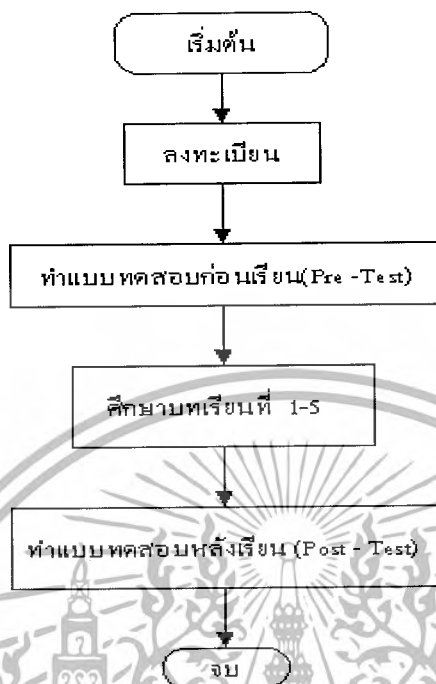 เริ่มต้น
ลงทะเบียน
ทำแบบทดสอบก่อนเรียน(Pre -Test)
ศึกษาบทเรียนที่ 1-5
ทำแบบทดสอบหลังเรียน (Post - Test)
จบ